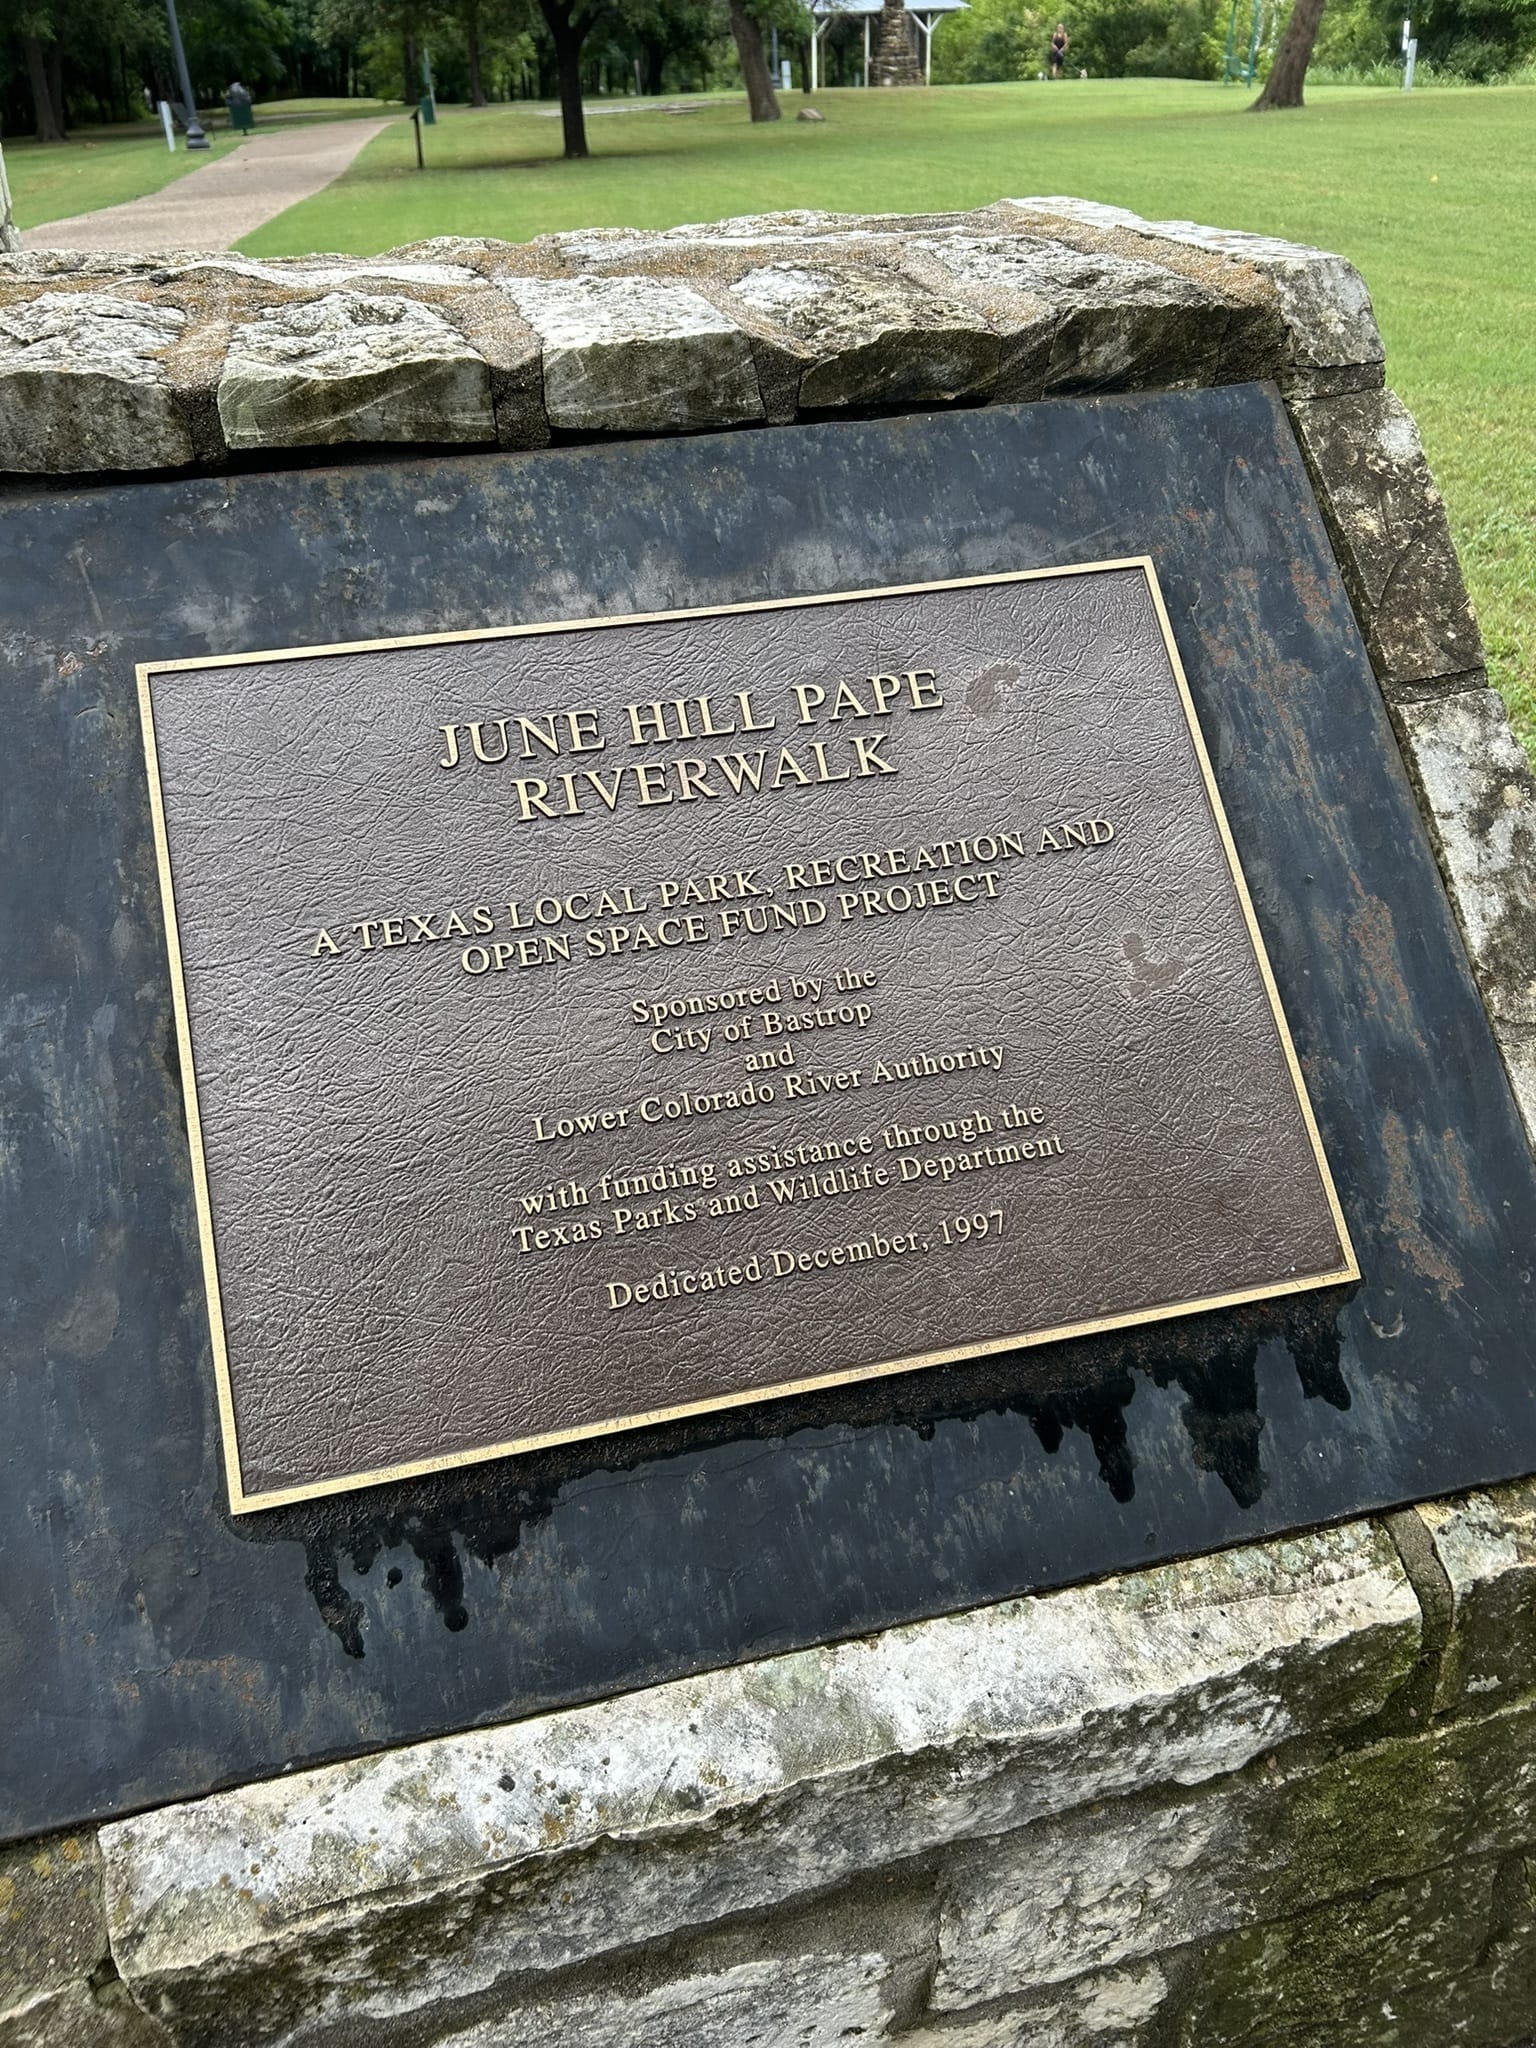 JUNE HILL PAPE
RIVERWALK
A TEXAS LOCAL PARK, RECREATION AND
OPEN SPACE FUND PROJECT
Sponsored by the
City of Bastrop
and
Lower Colorado River Authority
with funding assistance through the
Texas Parks and Wildlife Department
Dedicated December, 1997